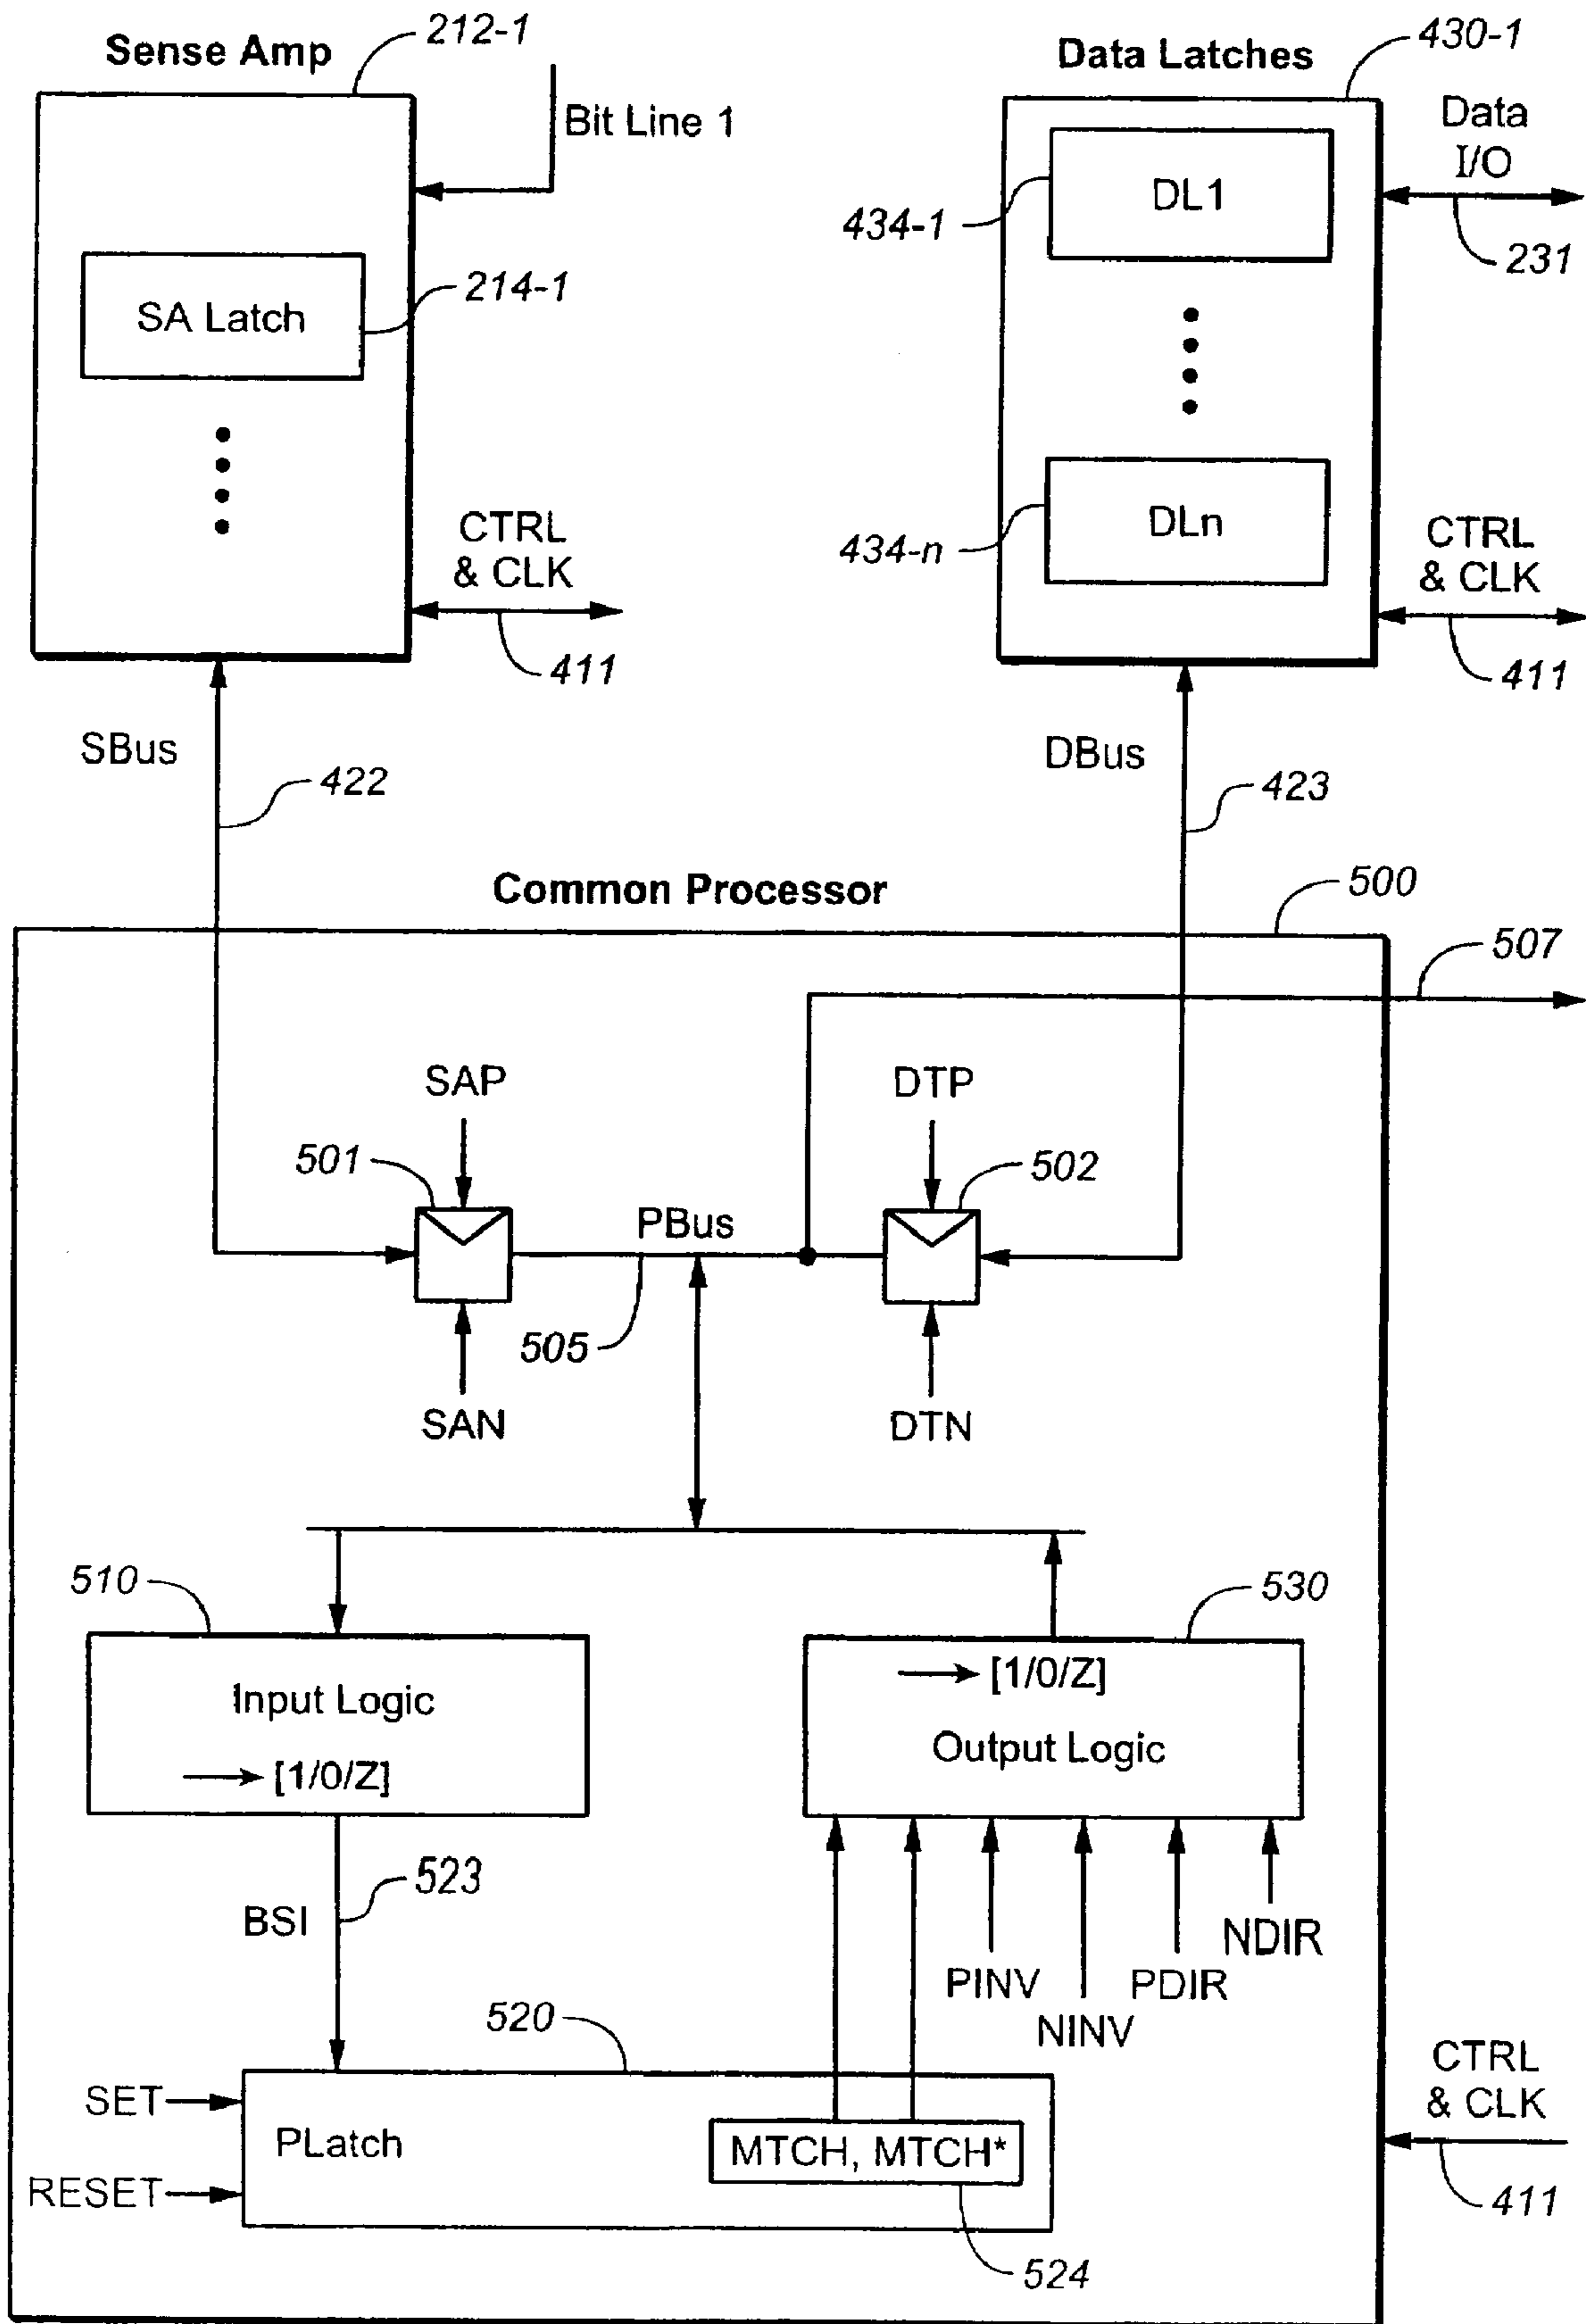 212-1
430-1
Sense Amp
Data Latches
Bit Line 1
Data
I/O
DL1
434-1
231
214-1
SA Latch
CTRL
& CLK
DLn
434-n
CTRL
& CLK
411
411
SBus
DBus
422
423
Common Processor
500
507
SAP
DTP
501
502
PBus
505
SAN
DTN
510
530
Input Logic
[1/0/Z]
[1/0/Z]
Output Logic
523
BSI
NDIR
PINV
PDIR
NINV
520
CTRL
& CLK
SET
PLatch
MTCH, MTCH*
RESET
411
524